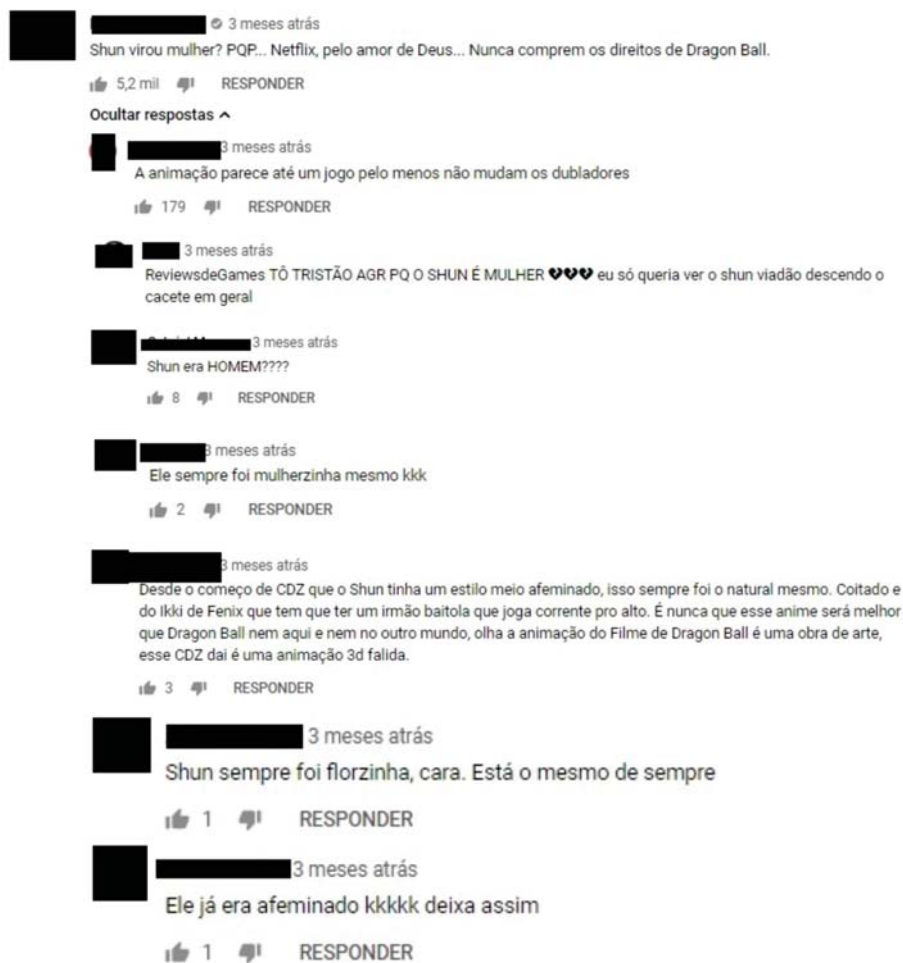 3 meses atrás
Shun virou mulher? PQP... Netflix, pelo amor de Deus... Nunca comprem os direitos de Dragon Ball.
5,2 mil RESPONDER
Ocultar respostas
3 meses atrás
A animação parece até um jogo pelo menos não mudam os dubladores
179 RESPONDER
3 meses atrás
ReviewsdeGames TÔ TRISTÃO AGR PQ O SHUN É MULHER 💔💔💔 eu só queria ver o shun viadão descendo o
cacete em geral
3 meses atrás
Shun era HOMEM????
8 RESPONDER
3 meses atrás
Ele sempre foi mulherzinha mesmo kkk
2 RESPONDER
3 meses atrás
Desde o começo de CDZ que o Shun tinha um estilo meio afeminado, isso sempre foi o natural mesmo. Coitado e
do Ikki de Fenix que tem que ter um irmão baitola que joga corrente pro alto. É nunca que esse anime será melhor
que Dragon Ball nem aqui e nem no outro mundo, olha a animação do Filme de Dragon Ball é uma obra de arte,
esse CDZ dai é uma animação 3d falida.
3 RESPONDER
3 meses atrás
Shun sempre foi florzinha, cara. Está o mesmo de sempre
1 RESPONDER
3 meses atrás
Ele já era afeminado kkkkk deixa assim
1 RESPONDER